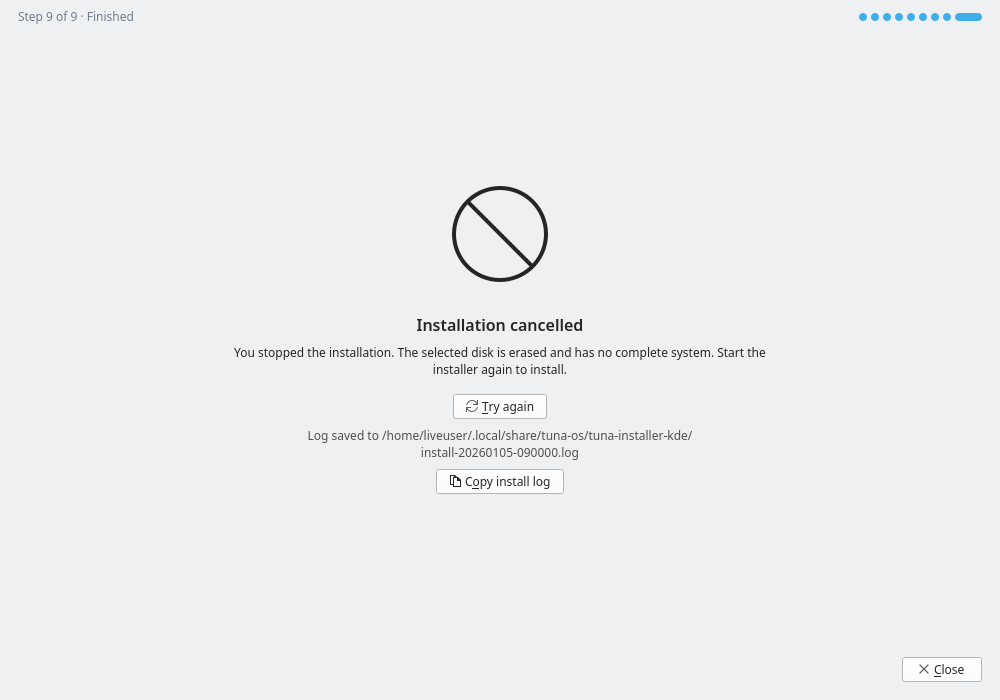 Step 9 of 9 · Finished
Installation cancelled
You stopped the installation. The selected disk is erased and has no complete system. Start the
installer again to install.
Try again
Log saved to /home/liveuser/.local/share/tuna-os/tuna-installer-kde/
install-20260105-090000.log
Copy install log
Close